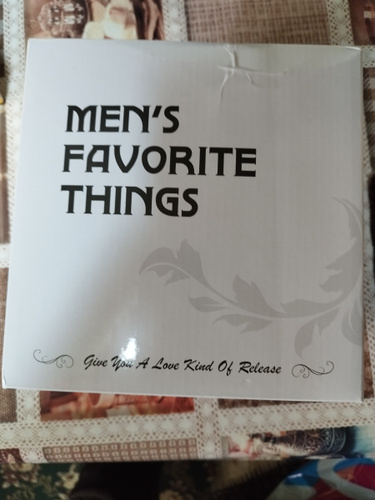 MEN'S
FAVORITE
THINGS
Give You A Love Kind Of Release